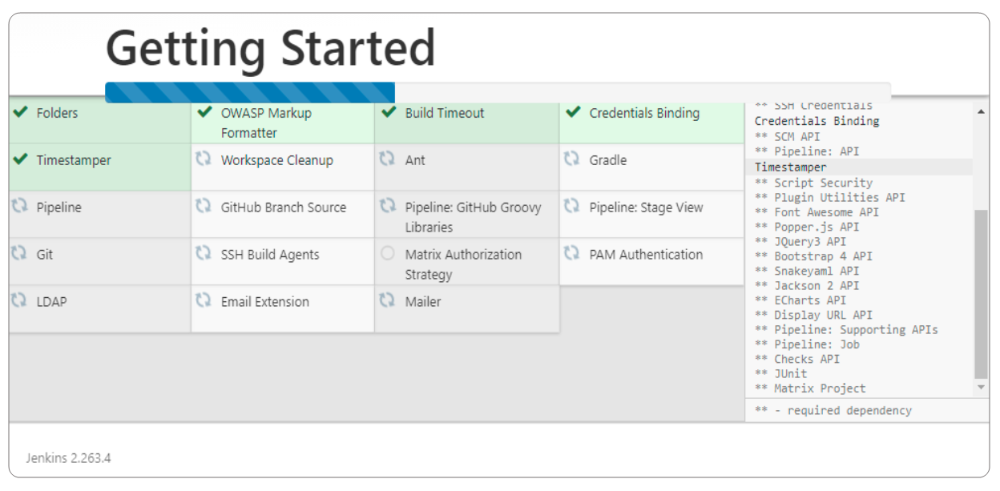 Getting Started
Folders
OWASP Markup
Formatter
Build Timeout
Credentials Binding
Timestamper
Workspace Cleanup
Ant
Gradle
Pipeline
GitHub Branch Source
Pipeline: GitHub Groovy
Libraries
Pipeline: Stage View
Git
SSH Build Agents
Matrix Authorization
Strategy
PAM Authentication
LDAP
Email Extension
Mailer
** SSH Credentials
Credentials Binding
** SCM API
** Pipeline: API
Timestamper
** Script Security
** Plugin Utilities API
** Font Awesome API
** Popper.js API
** JQuery3 API
** Bootstrap 4 API
** Snakeyaml API
** Jackson 2 API
** ECharts API
** Display URL API
** Pipeline: Supporting APIs
** Pipeline: Job
** Checks API
** JUnit
** Matrix Project
** - required dependency
Jenkins 2.263.4